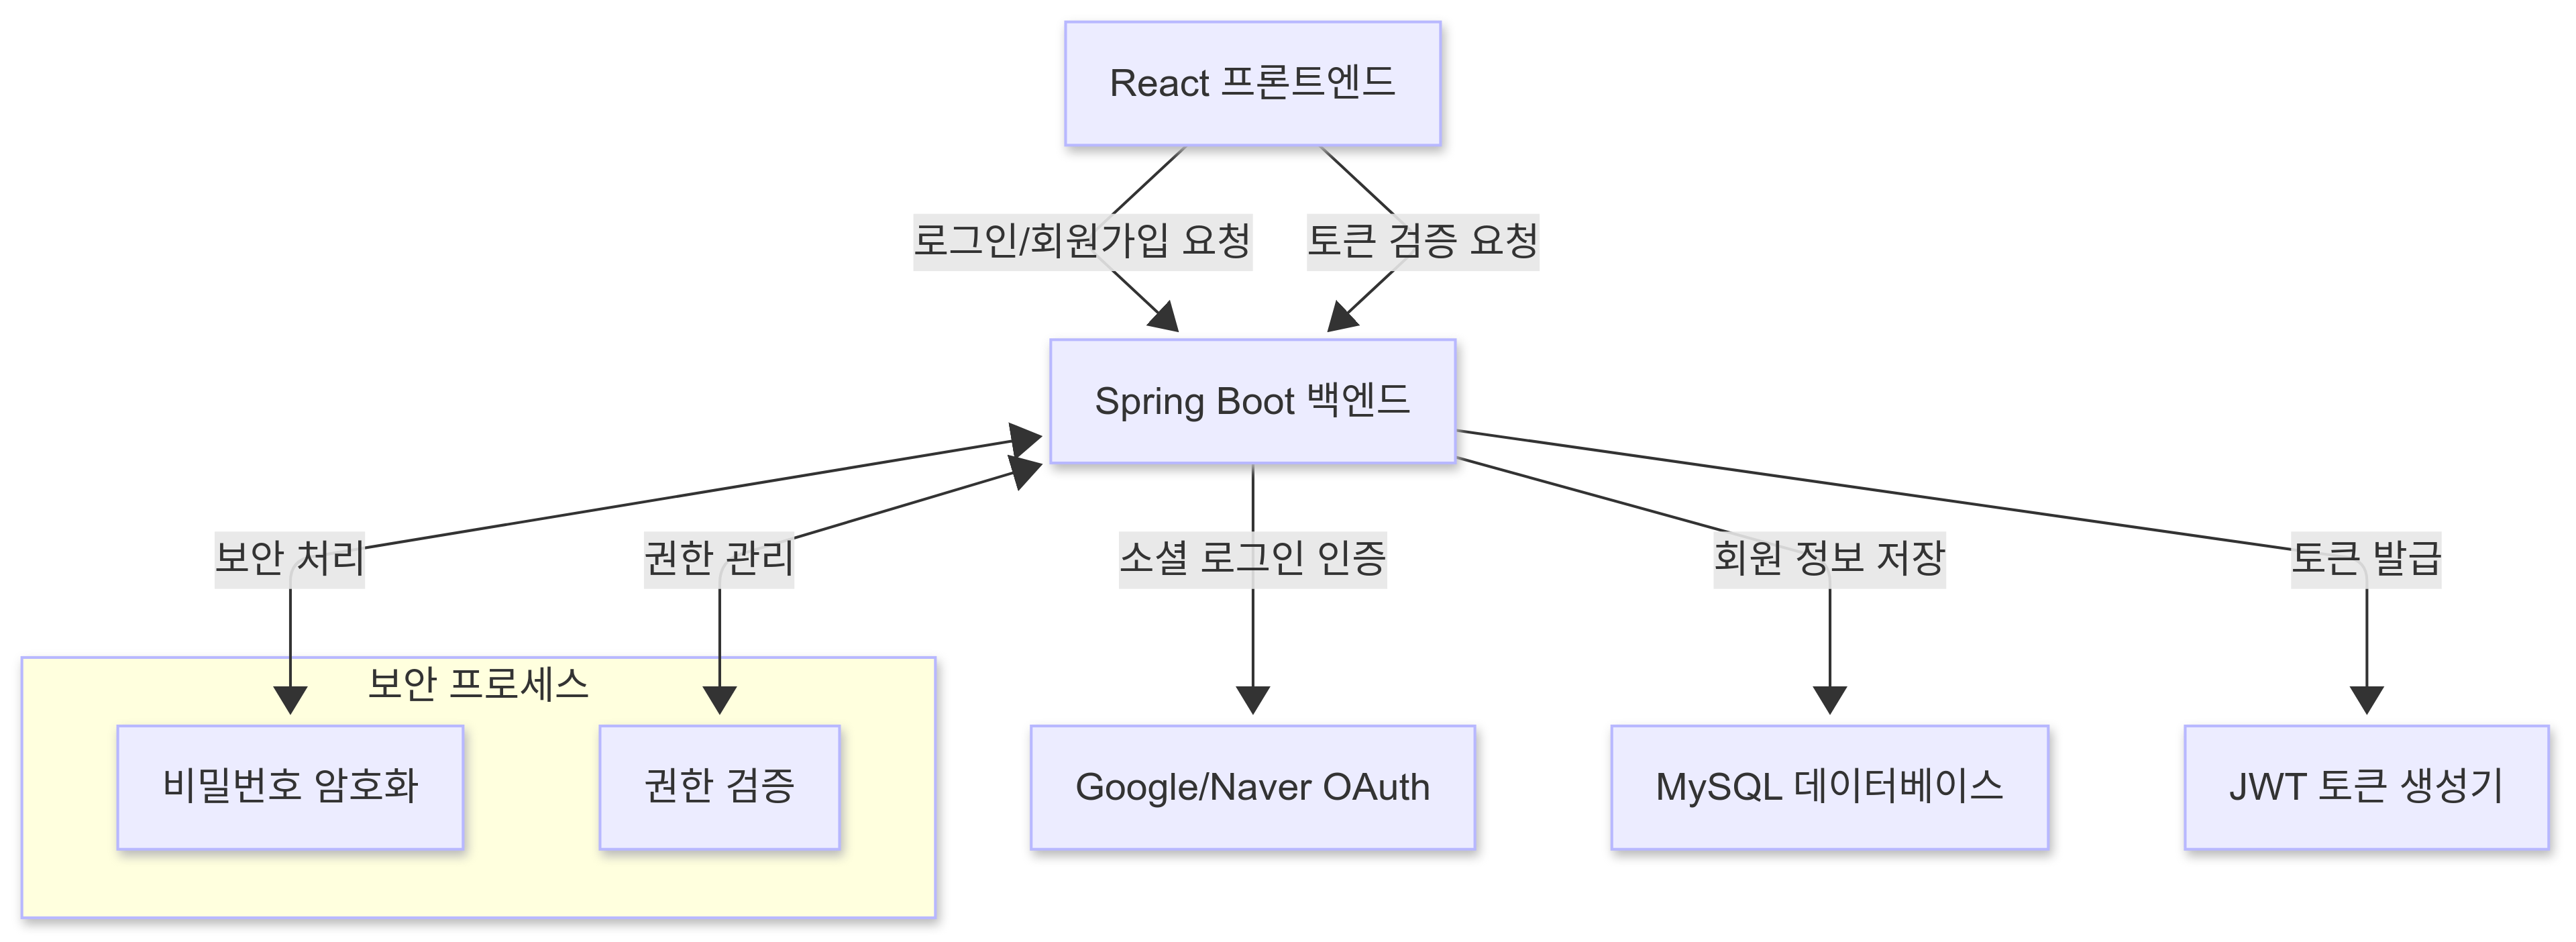 React 프론트엔드
로그인/회원가입 요청
토큰 검증 요청
Spring Boot 백엔드
보안 처리
권한 관리
소셜 로그인 인증
회원 정보 저장
토큰 발급
보안 프로세스
비밀번호 암호화
권한 검증
Google/Naver OAuth
MySQL 데이터베이스
JWT 토큰 생성기